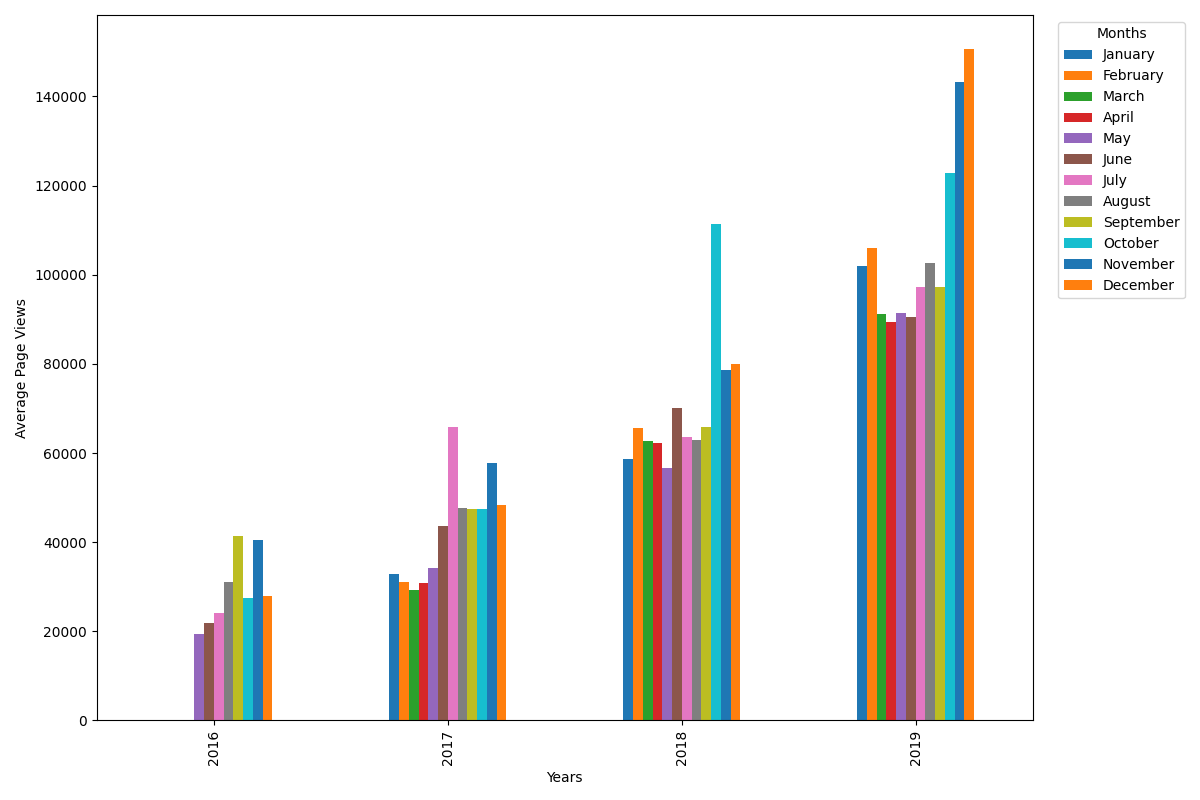 Months
January
February
March
April
May
June
July
August
September
October
November
December
Average Page Views
140000
120000
100000
80000
60000
40000
20000
0
2016
2017
2018
2019
Years